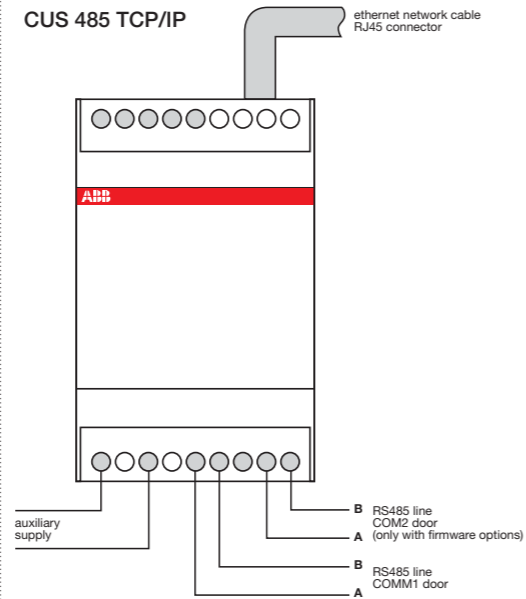 CUS 485 TCP/IP
ethernet network cable
RJ45 connector
ABB
auxiliary
supply
B
RS485 line
COM2 door
A
(only with firmware options)
B
RS485 line
COMM1 door
A